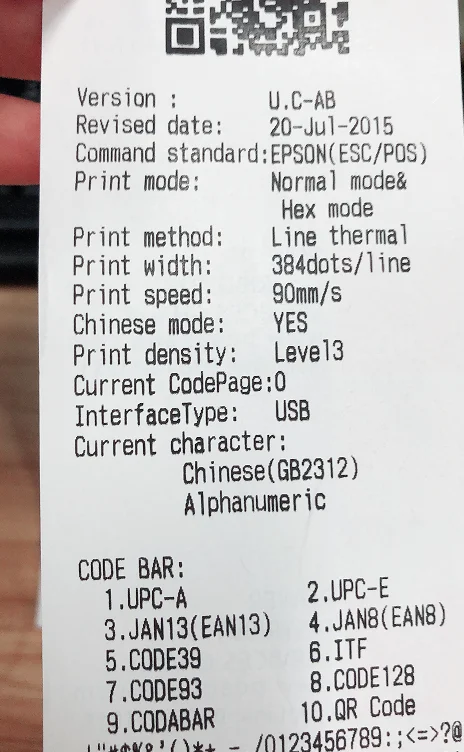 Version : U.C-AB
Revised date: 20-Jul-2015
Command standard:EPSON(ESC/POS)
Print mode: Normal mode&
Hex mode
Print method: Line thermal
Print width: 384dots/line
Print speed: 90mm/s
Chinese mode: YES
Print density: Level3
Current CodePage:0
InterfaceType: USB
Current character:
Chinese(GB2312)
Alphanumeric
CODE BAR:
1.UPC-A 2.UPC-E
3.JAN13(EAN13) 4.JAN8(EAN8)
5.CODE39 6.ITF
7.CODE93 8.CODE128
9.CODABAR 10.QR Code
/0123456789:;<=>?@